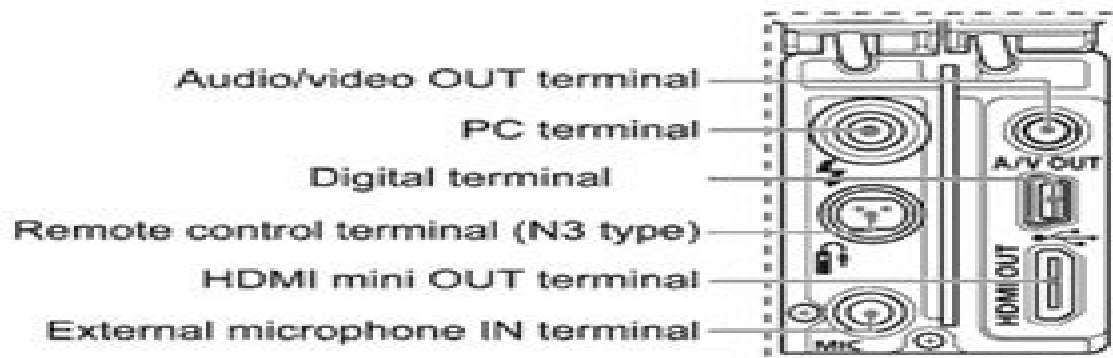 Audio/video OUT terminal
PC terminal
A/V OUT
Digital terminal
Remote control terminal (N3 type)
HDMI mini OUT terminal
HDMI OUT
External microphone IN terminal
MIC